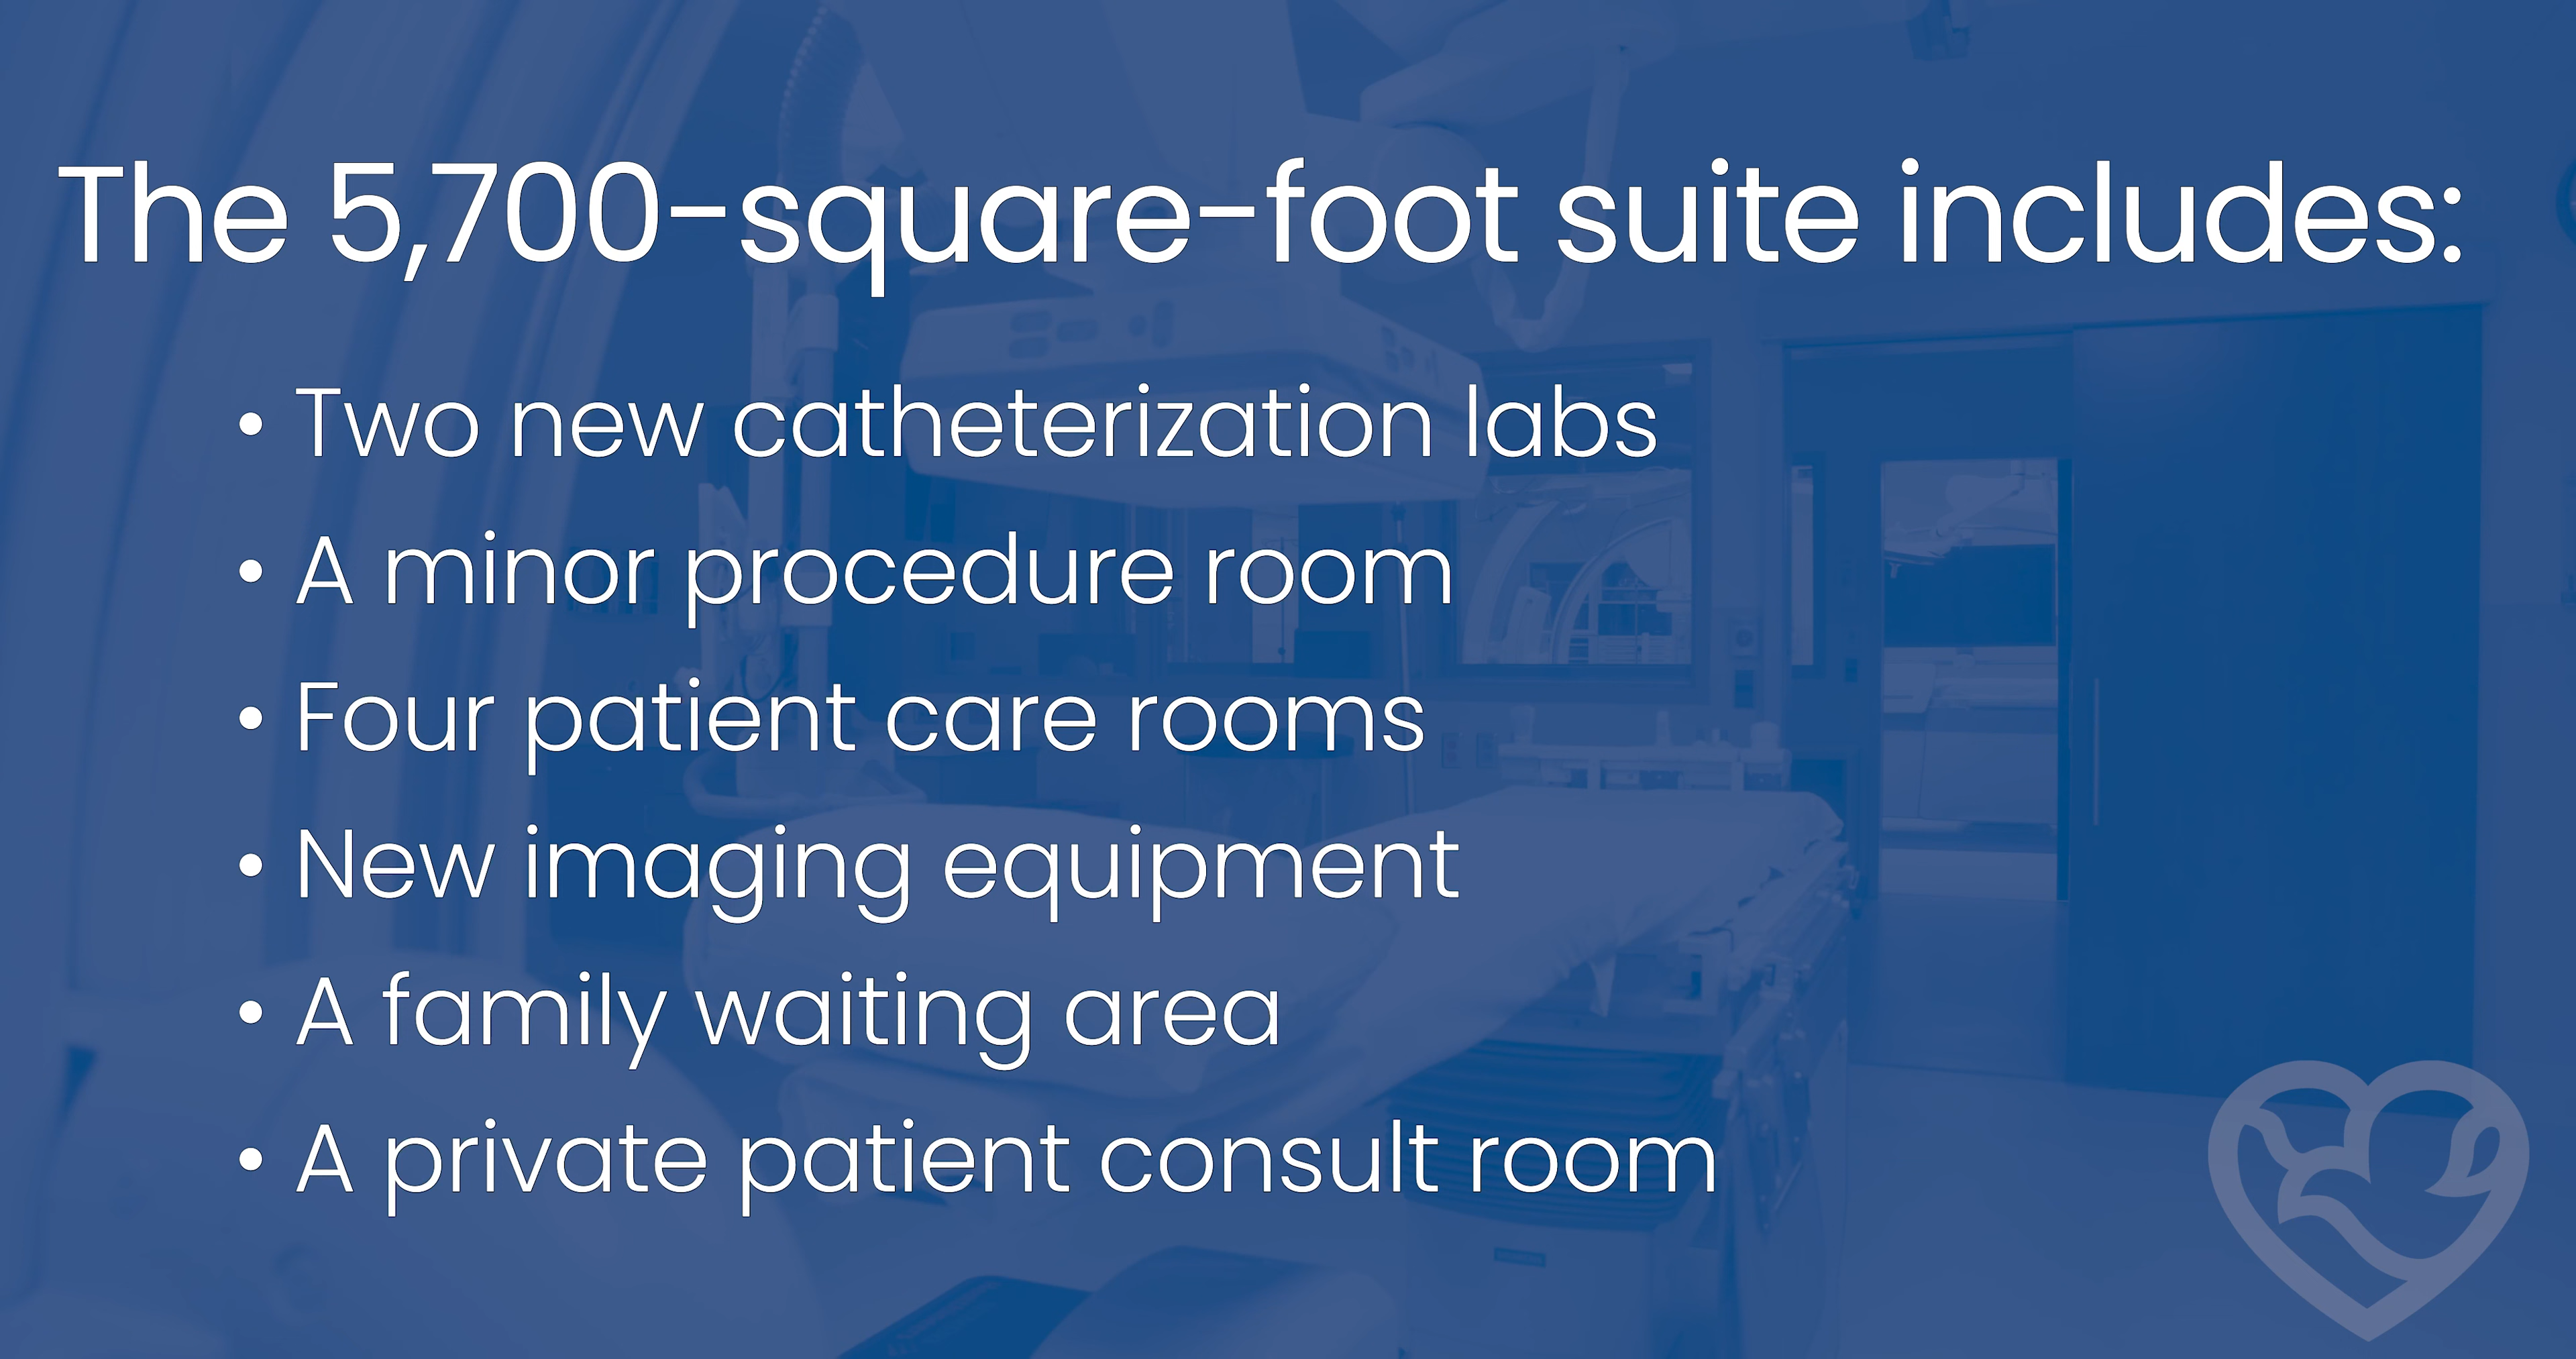 The 5,700-square-foot suite includes:
• Two new catheterization labs
• A minor procedure room
• Four patient care rooms
• New imaging equipment
• A family waiting area
• A private patient consult room